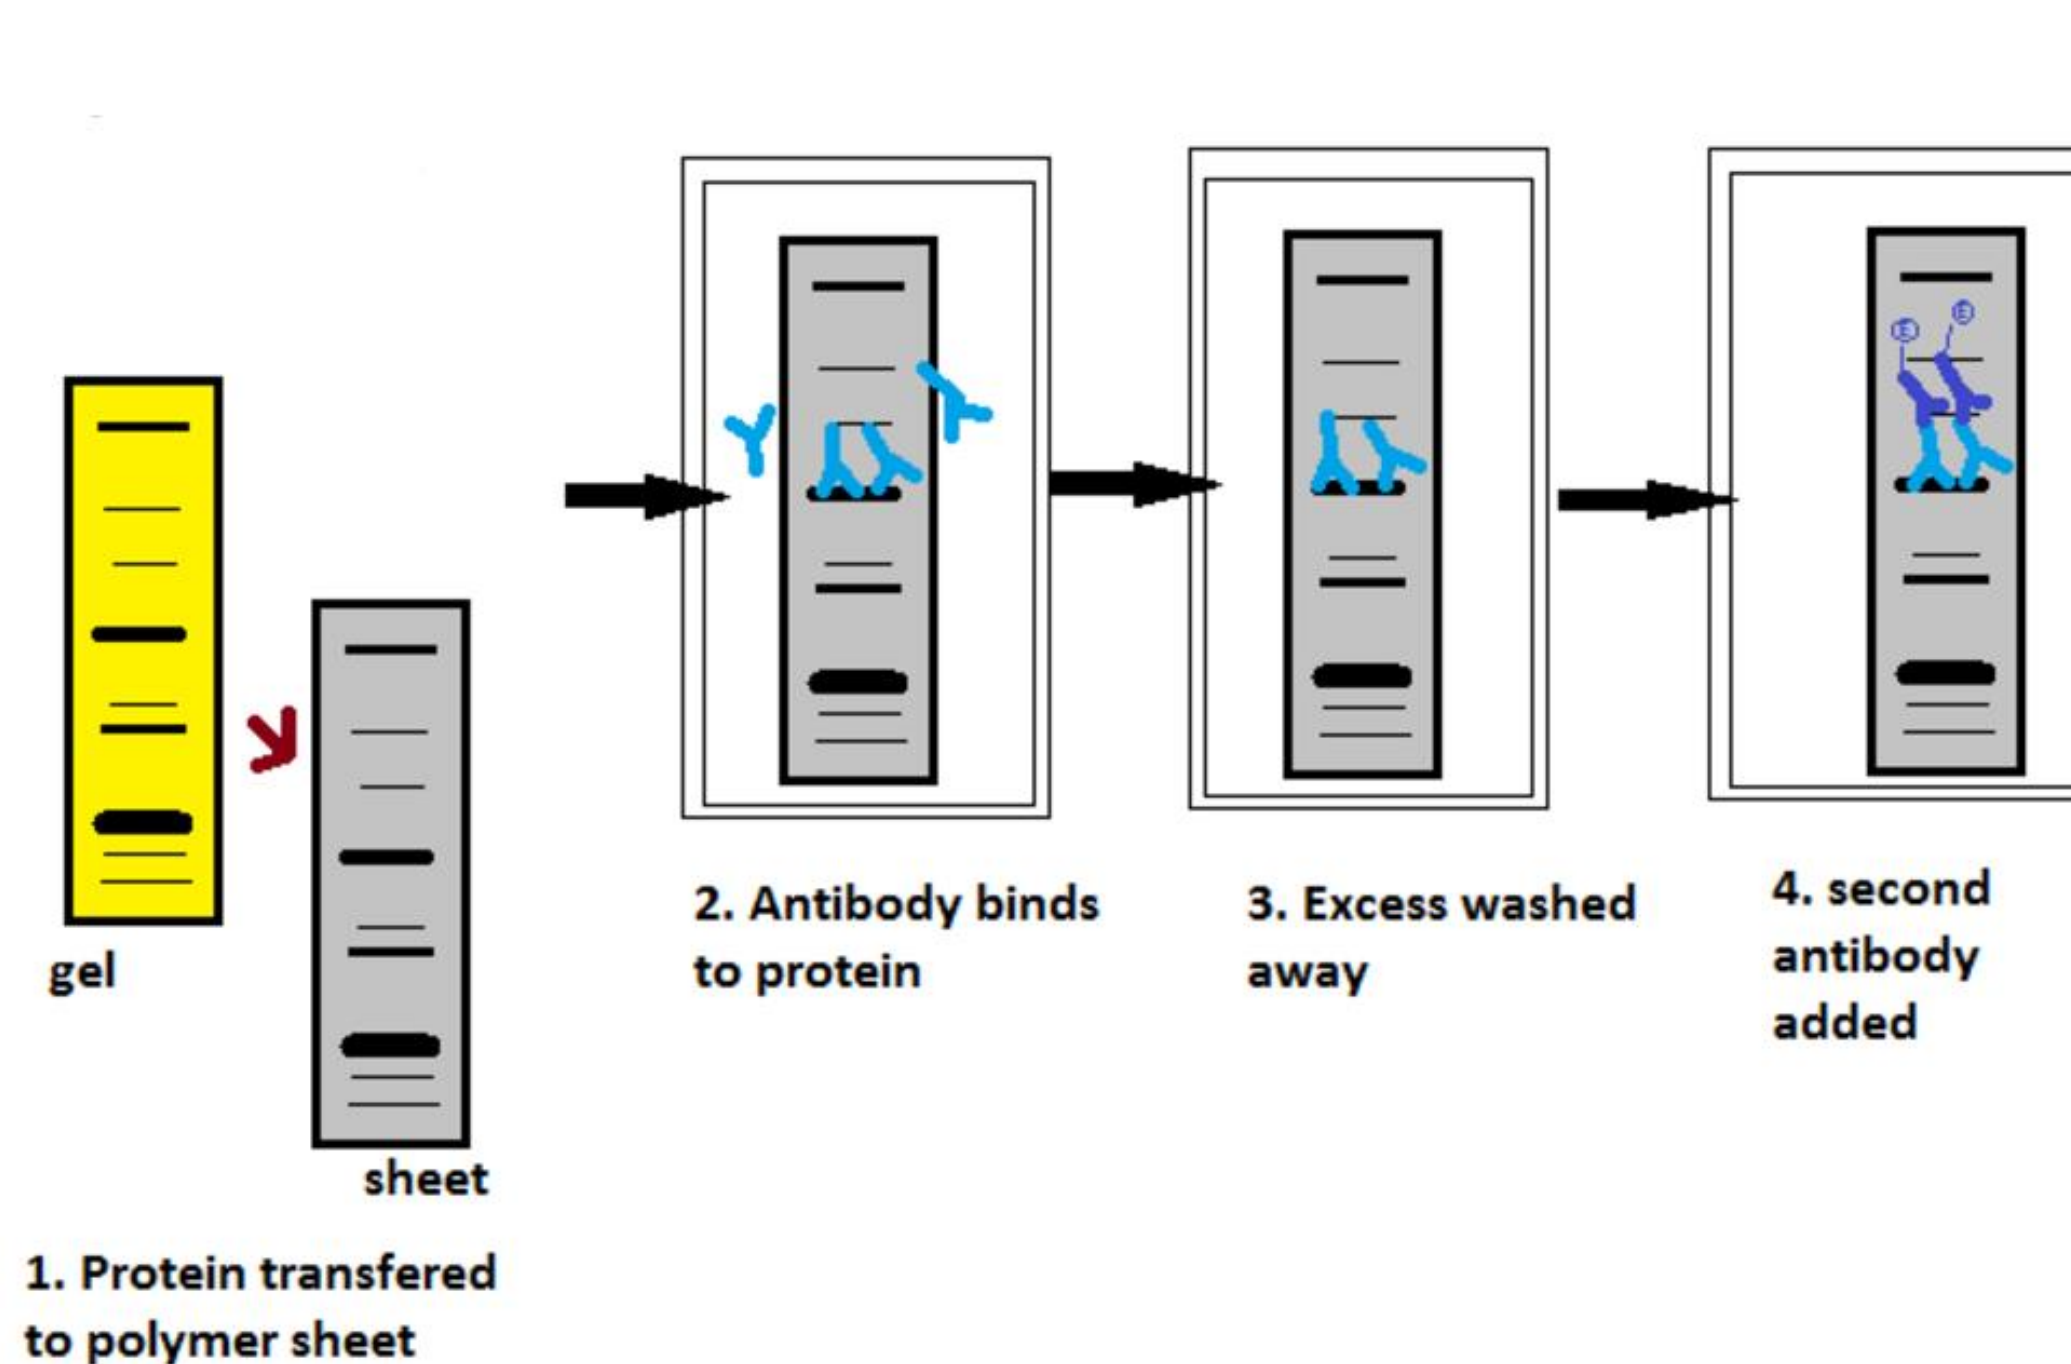 gel
sheet
1. Protein transfered
to polymer sheet
2. Antibody binds
to protein
3. Excess washed
away
E
E
4. second
antibody
added